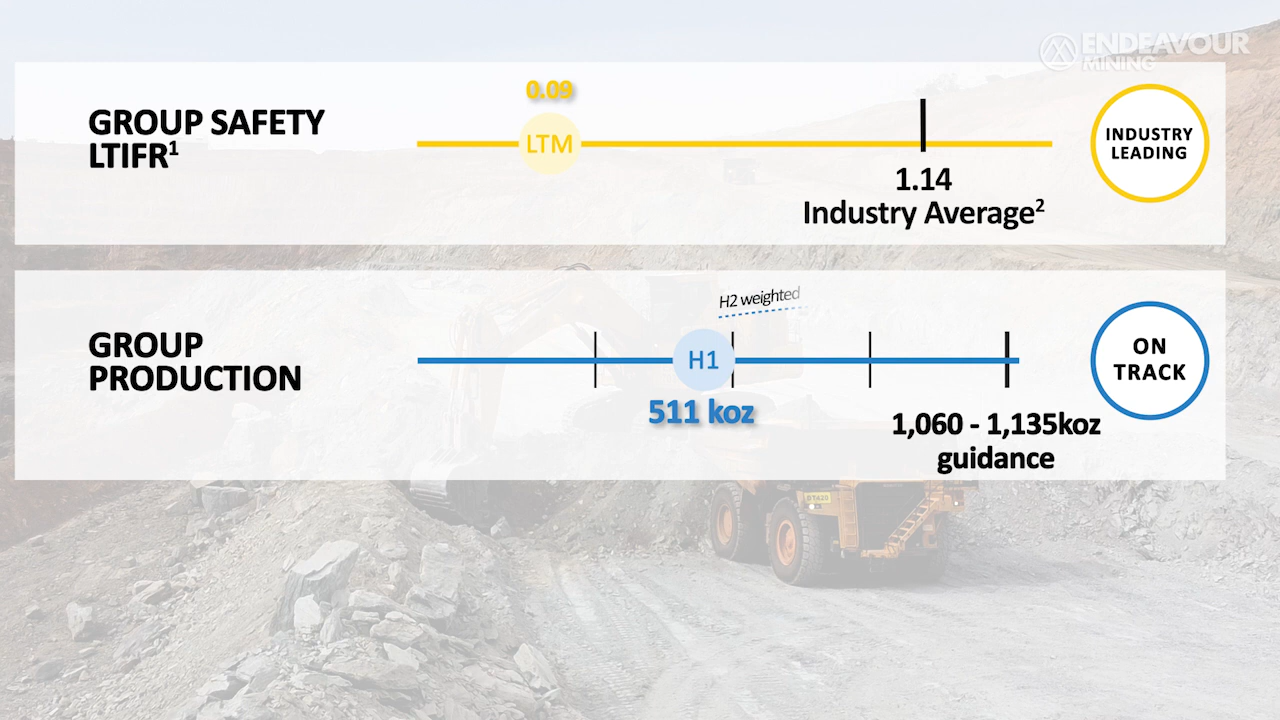 ENDEAVOUR
MINING
0.09
GROUP SAFETY
LTIFR¹
LTM
INDUSTRY
LEADING
1.14
Industry Average²
H2 weighted
GROUP
PRODUCTION
H1
ON
TRACK
511 koz
1,060 - 1,135koz
guidance